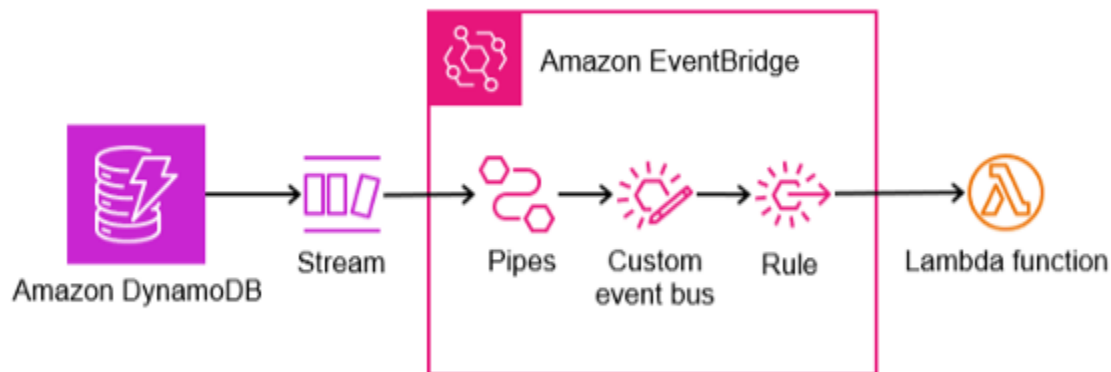 Amazon EventBridge
Amazon DynamoDB
Stream
Pipes
Custom
event bus
Rule
Lambda function